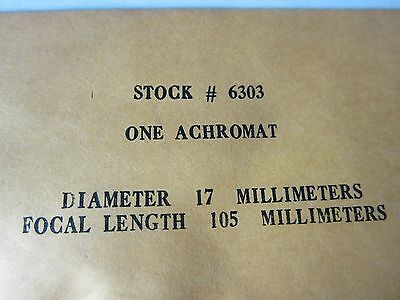 STOCK # 6303
ONE ACHROMAT
DIAMETER 17 MILLIMETERS
FOCAL LENGTH 105 MILLIMETERS